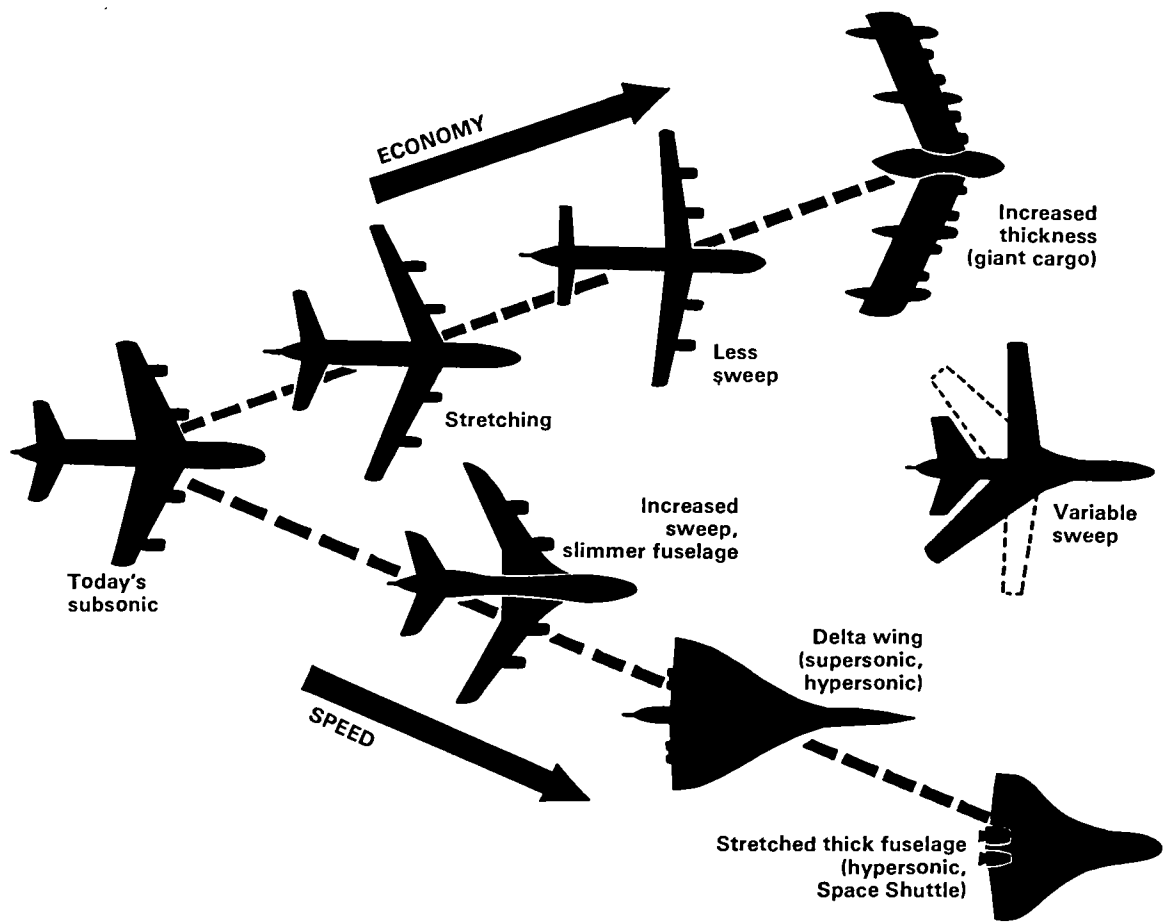 ECONOMY
Increased
thickness
(giant cargo)
Less
sweep
Stretching
Today's
subsonic
Increased
sweep,
slimmer fuselage
Variable
sweep
SPEED
Delta wing
(supersonic,
hypersonic)
Stretched thick fuselage
(hypersonic,
Space Shuttle)